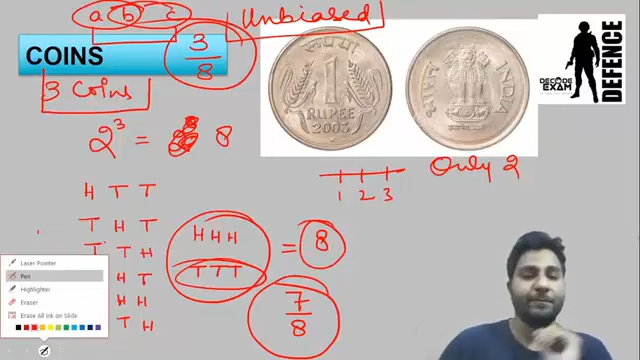 a b c
Unbiased
COINS
3/8
3 Coins
2³ = 8
रुपया
1
RUPEE
2003
भारत
INDIA
सत्यमेव जयते
DECODE EXAM
DEFENCE
Only 2
1 2 3
H T T
T H T
T T H
H T
H H
T H
H H H
T T T
= 8
7/8
Laser Pointer
Pen
Highlighter
Eraser
Erase All Ink on Slide